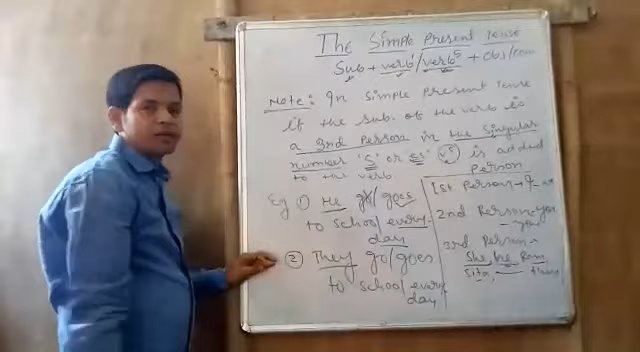 The Simple Present Tense
Sub + verb/verb5 + obj/com
Note: In simple present tense
if the sub. of the verb is
a 3rd Person in the Singular
number 'S' or es' (V5) is added
to the verb
Eg ① He go/ goes
to school every
day
② They go/goes
to school every
day
Person
Ist Person → I
2nd Person → you
you
3rd Person →
She, he Ram
Sita, — they